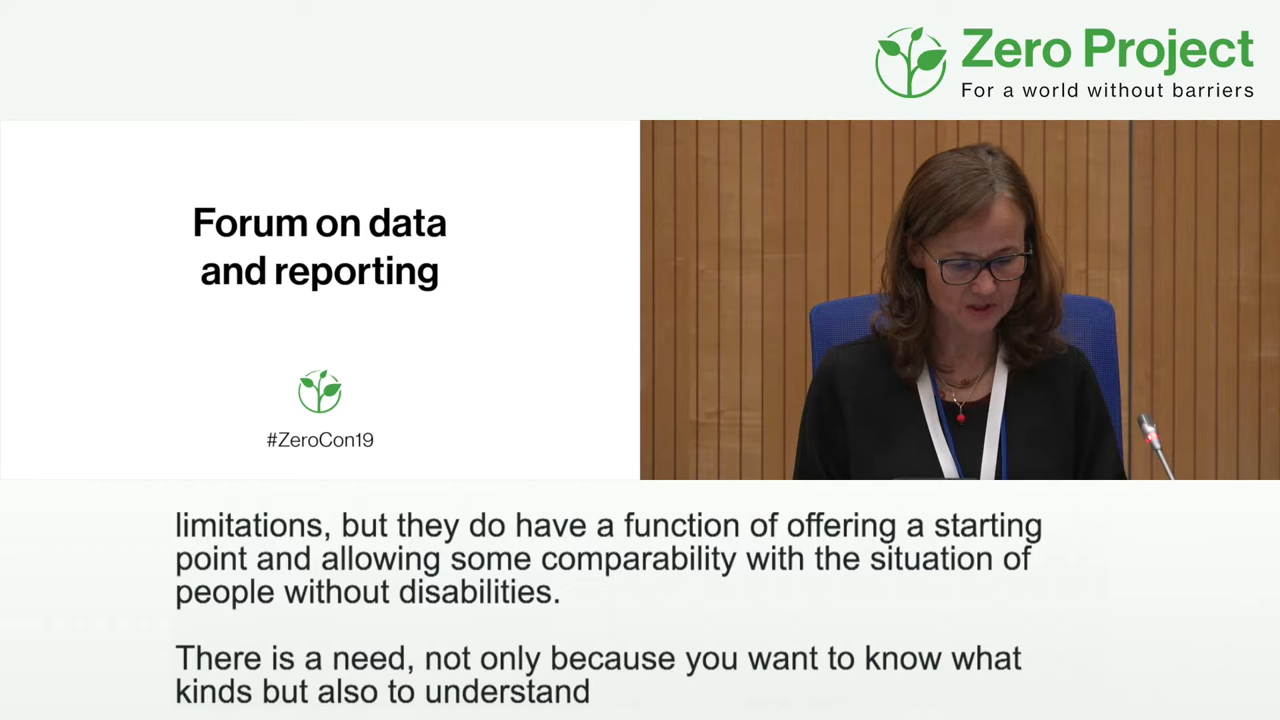 Zero Project
For a world without barriers
Forum on data
and reporting
#ZeroCon19
limitations, but they do have a function of offering a starting
point and allowing some comparability with the situation of
people without disabilities.
There is a need, not only because you want to know what
kinds but also to understand